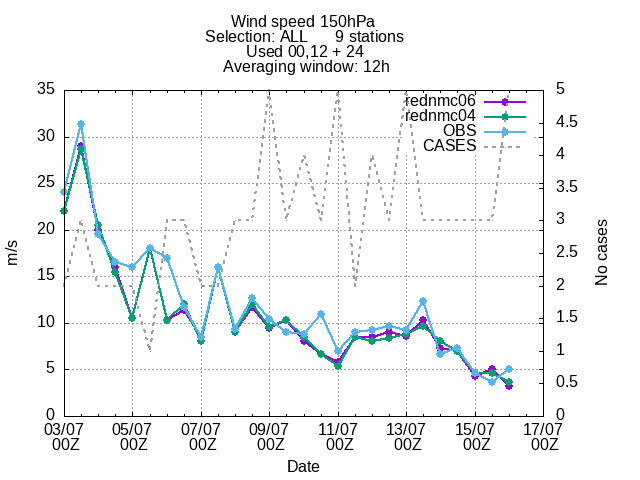 Wind speed 150hPa
Selection: ALL 9 stations
Used 00,12 + 24
Averaging window: 12h
rednmc06
rednmc04
OBS
CASES
35
30
25
20
15
10
5
0
m/s
5
4.5
4
3.5
3
2.5
2
1.5
1
0.5
0
No cases
03/07 05/07 07/07 09/07 11/07 13/07 15/07 17/07
00Z 00Z 00Z 00Z 00Z 00Z 00Z 00Z
Date